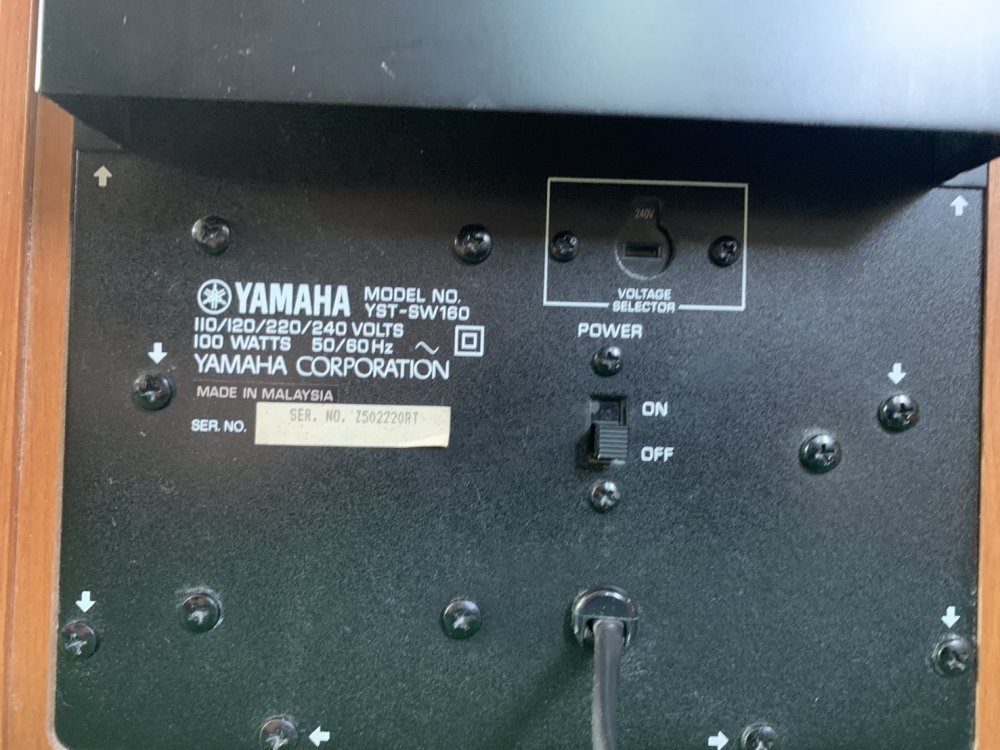 240V
VOLTAGE
SELECTOR
YAMAHA
MODEL NO.
YST-SW160
110/120/220/240 VOLTS
100 WATTS 50/60Hz ~
YAMAHA CORPORATION
MADE IN MALAYSIA
SER. NO.
SER. NO. Z502220RT
POWER
ON
OFF